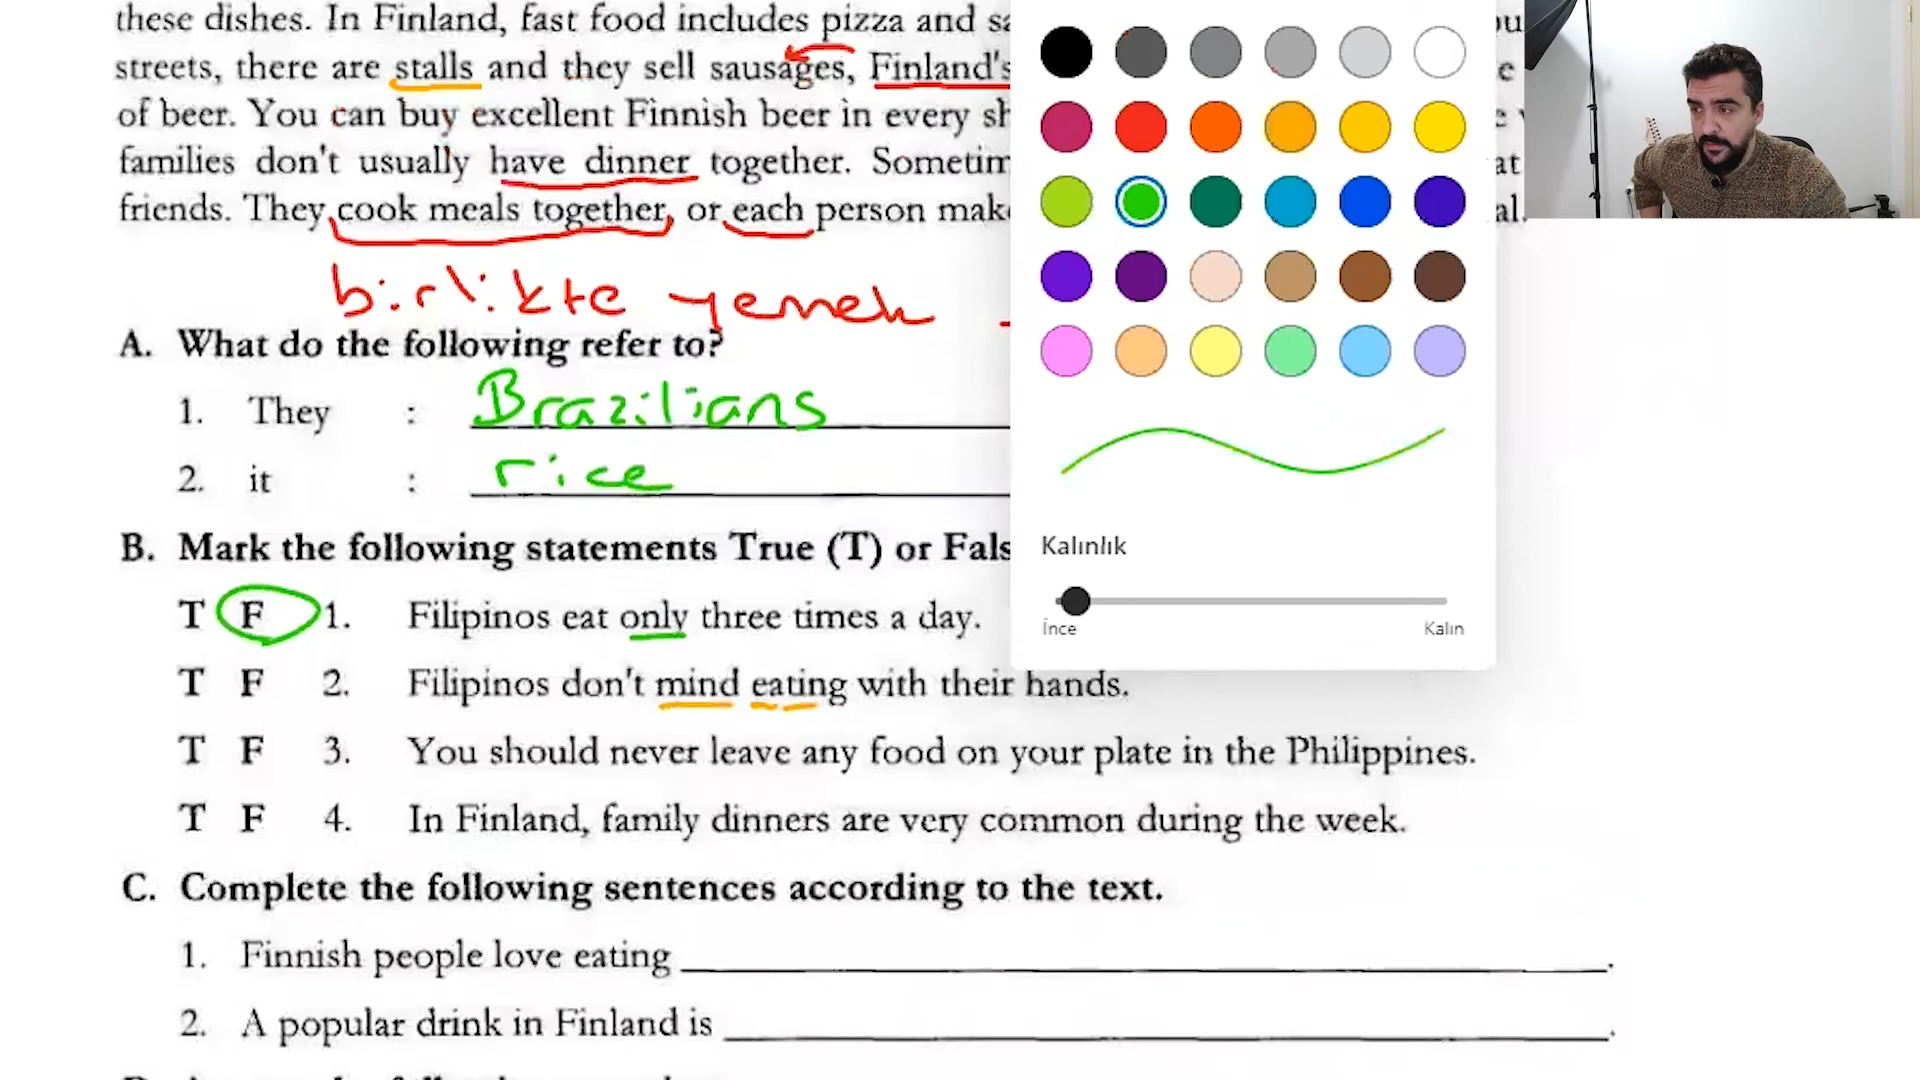 these dishes. In Finland, fast food includes pizza and
streets, there are stalls and they sell sausages, Finland's
of beer. You can buy excellent Finnish beer in every
families don't usually have dinner together.
friends. They cook meals together, or each person
birlikte yemek
A. What do the following refer to?
1. They : Brazilians
2. it : rice
B. Mark the following statements True (T) or
T F 1. Filipinos eat only three times a day.
T F 2. Filipinos don't mind eating with their hands.
T F 3. You should never leave any food on your plate in the Philippines.
T F 4. In Finland, family dinners are very common during the week.
C. Complete the following sentences according to the text.
1. Finnish people love eating ____.
2. A popular drink in Finland is ____.
Kalınlık
İnce Kalın